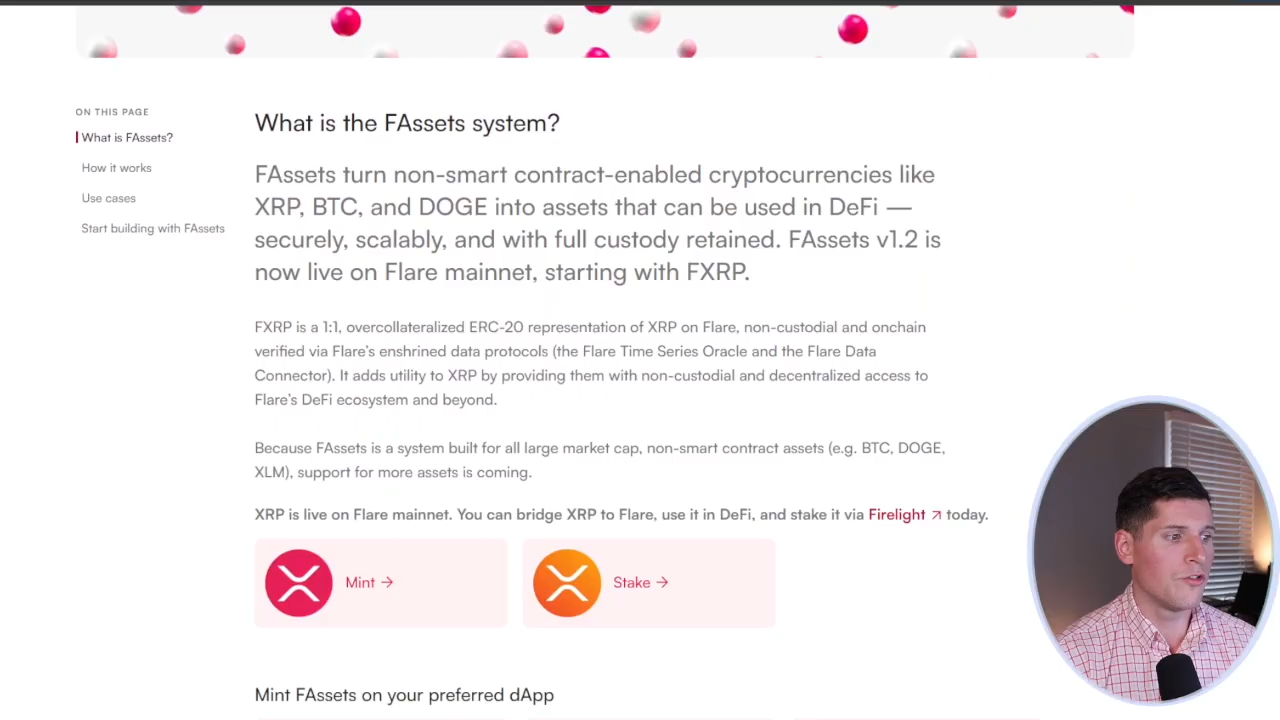 ON THIS PAGE
What is FAssets?
How it works
Use cases
Start building with FAssets
What is the FAssets system?
FAssets turn non-smart contract-enabled cryptocurrencies like
XRP, BTC, and DOGE into assets that can be used in DeFi —
securely, scalably, and with full custody retained. FAssets v1.2 is
now live on Flare mainnet, starting with FXRP.
FXRP is a 1:1, overcollateralized ERC-20 representation of XRP on Flare, non-custodial and onchain
verified via Flare's enshrined data protocols (the Flare Time Series Oracle and the Flare Data
Connector). It adds utility to XRP by providing them with non-custodial and decentralized access to
Flare's DeFi ecosystem and beyond.
Because FAssets is a system built for all large market cap, non-smart contract assets (e.g. BTC, DOGE,
XLM), support for more assets is coming.
XRP is live on Flare mainnet. You can bridge XRP to Flare, use it in DeFi, and stake it via Firelight ↗ today.
Mint →
Stake →
Mint FAssets on your preferred dApp